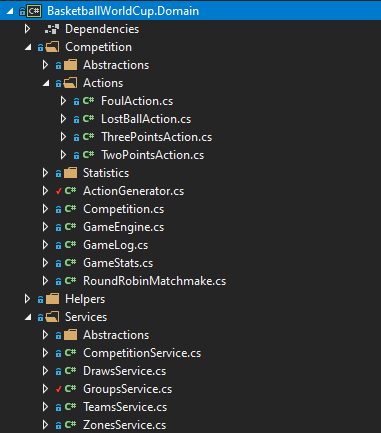 C# BasketballWorldCup.Domain
Dependencies
Competition
Abstractions
Actions
C# FoulAction.cs
C# LostBallAction.cs
C# ThreePointsAction.cs
C# TwoPointsAction.cs
Statistics
C# ActionGenerator.cs
C# Competition.cs
C# GameEngine.cs
C# GameLog.cs
C# GameStats.cs
C# RoundRobinMatchmake.cs
Helpers
Services
Abstractions
C# CompetitionService.cs
C# DrawsService.cs
C# GroupsService.cs
C# TeamsService.cs
C# ZonesService.cs